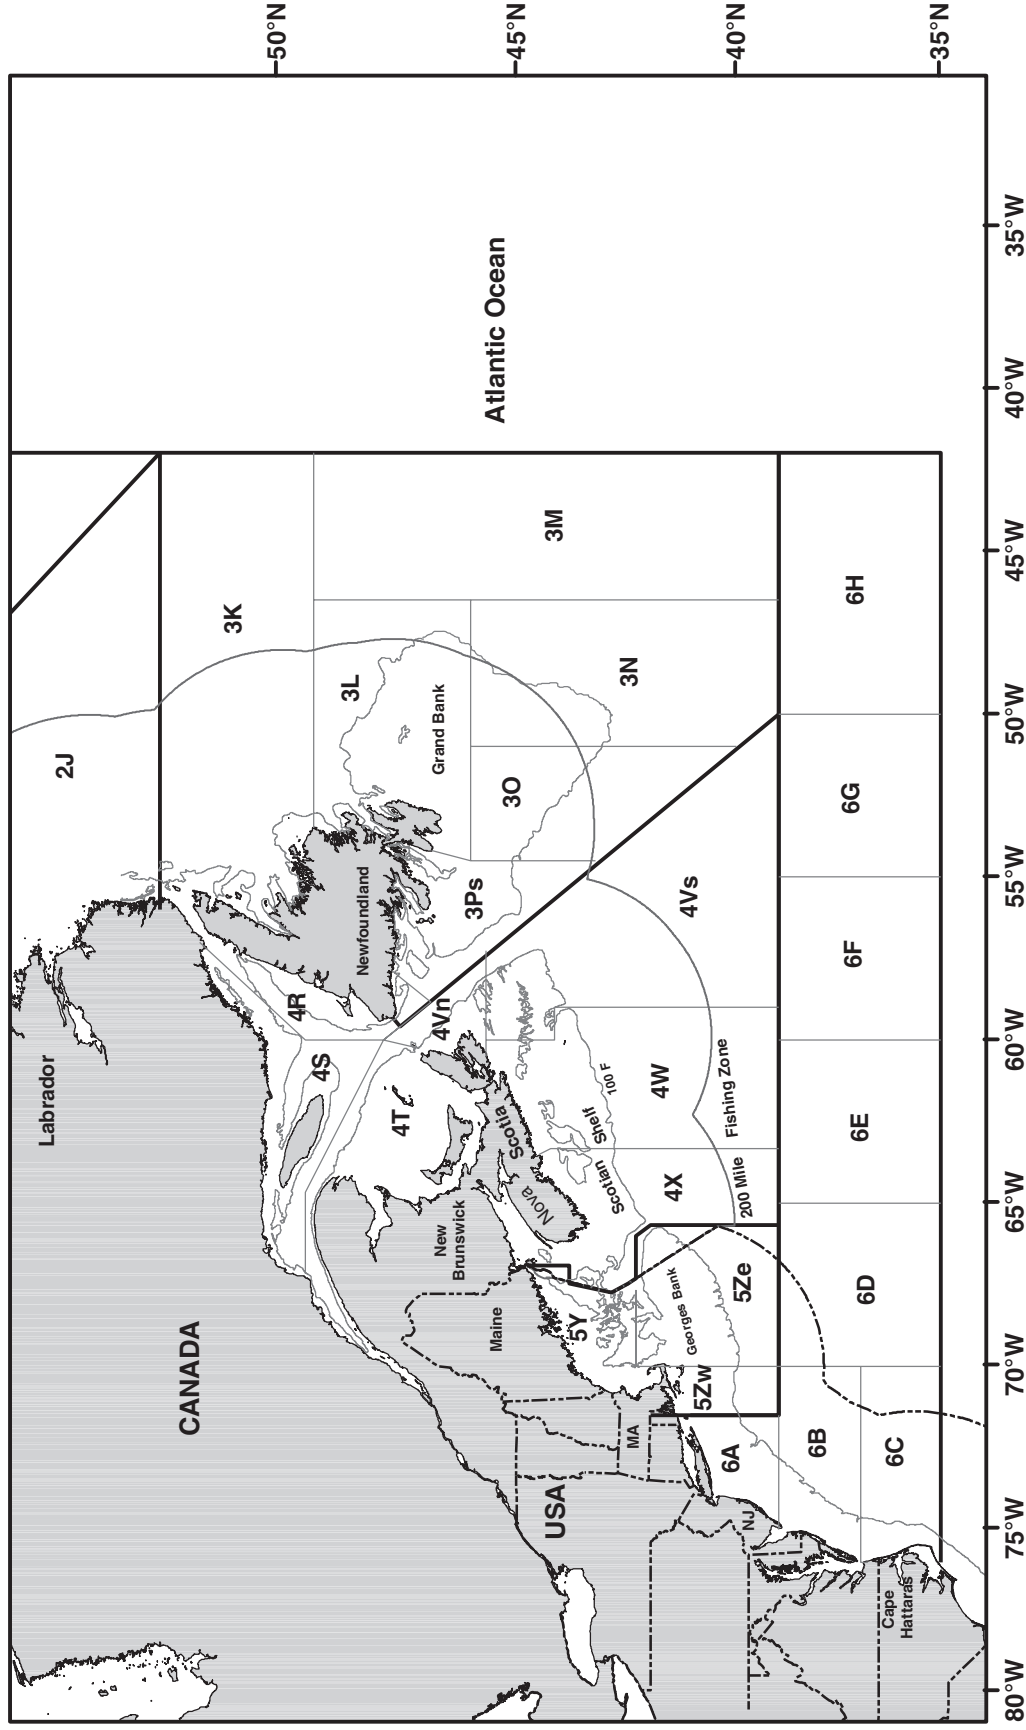 50°N
45°N
40°N
35°N
80°W
75°W
70°W
65°W
60°W
55°W
50°W
45°W
40°W
35°W
CANADA
Labrador
2J
3K
4R
4S
Newfoundland
3L
Grand Bank
3M
4T
4Vn
3Ps
3O
3N
New
Brunswick
Maine
Nova
Scotia
USA
MA
NJ
5Y
Scotian
Shelf
100 F
4W
4Vs
4X
Georges Bank
5Zw
5Ze
200 Mile
Fishing Zone
6A
6B
6C
6D
6E
6F
6G
6H
Cape
Hattaras
Atlantic Ocean